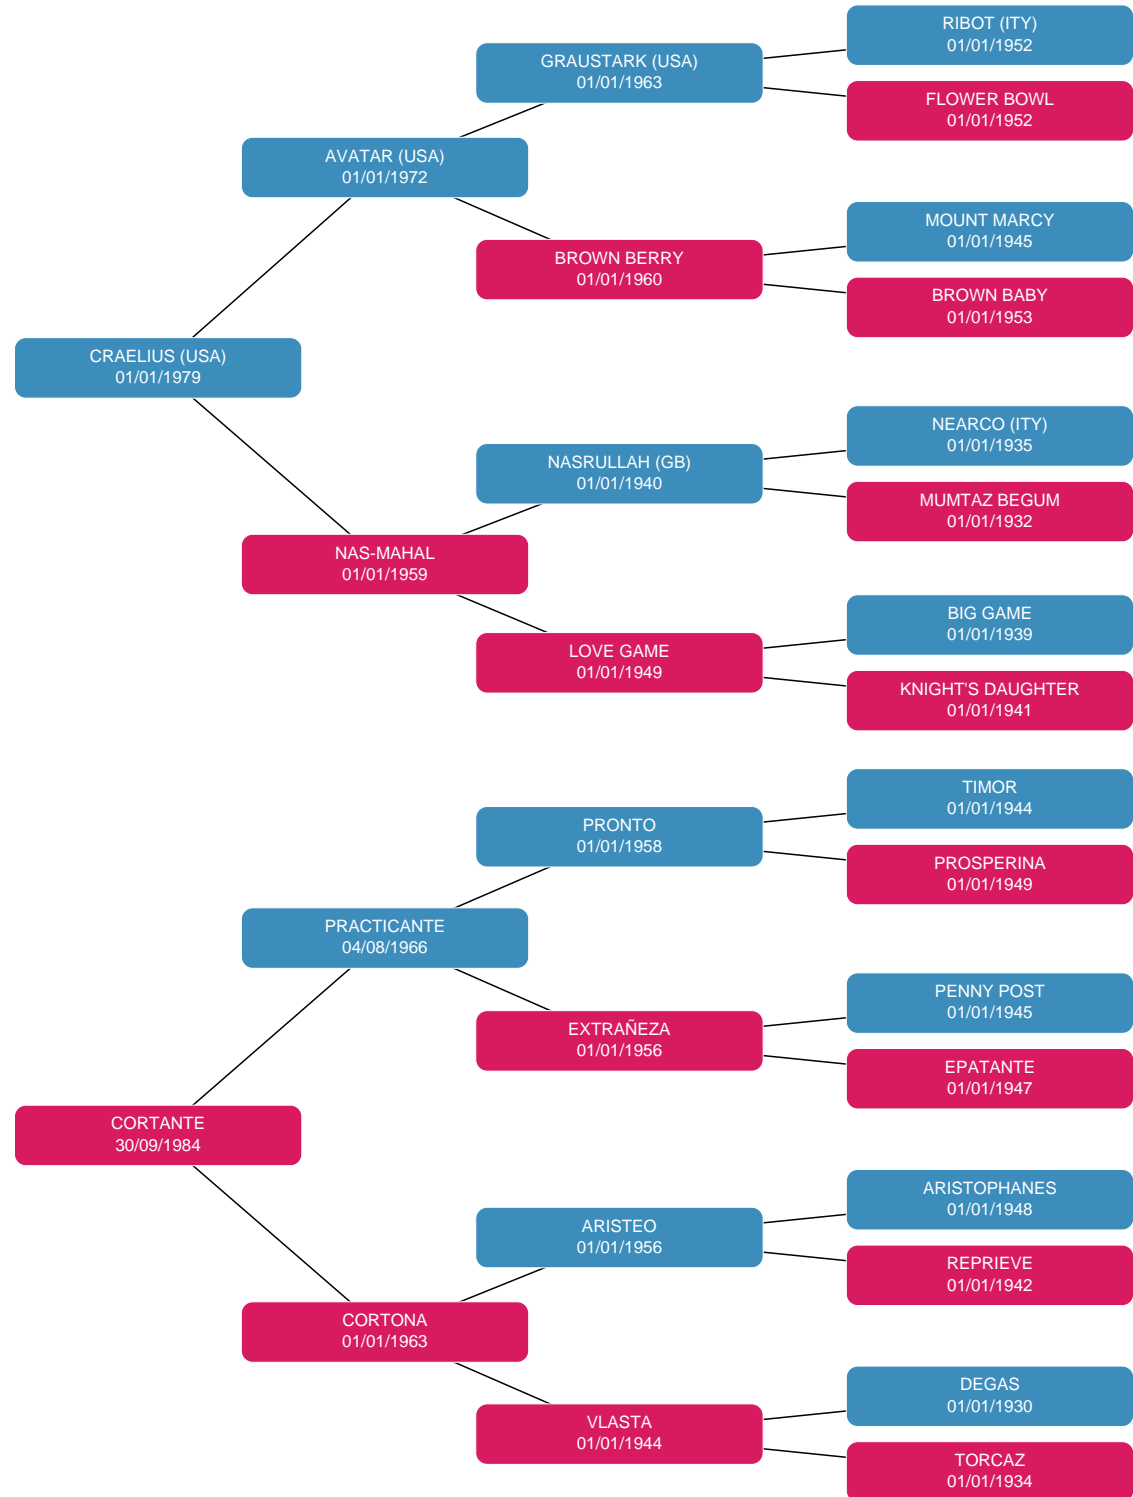 RIBOT (ITY)
01/01/1952
GRAUSTARK (USA)
01/01/1963
FLOWER BOWL
01/01/1952
AVATAR (USA)
01/01/1972
MOUNT MARCY
01/01/1945
BROWN BERRY
01/01/1960
BROWN BABY
01/01/1953
CRAELIUS (USA)
01/01/1979
NEARCO (ITY)
01/01/1935
NASRULLAH (GB)
01/01/1940
MUMTAZ BEGUM
01/01/1932
NAS-MAHAL
01/01/1959
BIG GAME
01/01/1939
LOVE GAME
01/01/1949
KNIGHT'S DAUGHTER
01/01/1941
TIMOR
01/01/1944
PRONTO
01/01/1958
PROSPERINA
01/01/1949
PRACTICANTE
04/08/1966
PENNY POST
01/01/1945
EXTRAÑEZA
01/01/1956
EPATANTE
01/01/1947
CORTANTE
30/09/1984
ARISTOPHANES
01/01/1948
ARISTEO
01/01/1956
REPRIEVE
01/01/1942
CORTONA
01/01/1963
DEGAS
01/01/1930
VLASTA
01/01/1944
TORCAZ
01/01/1934